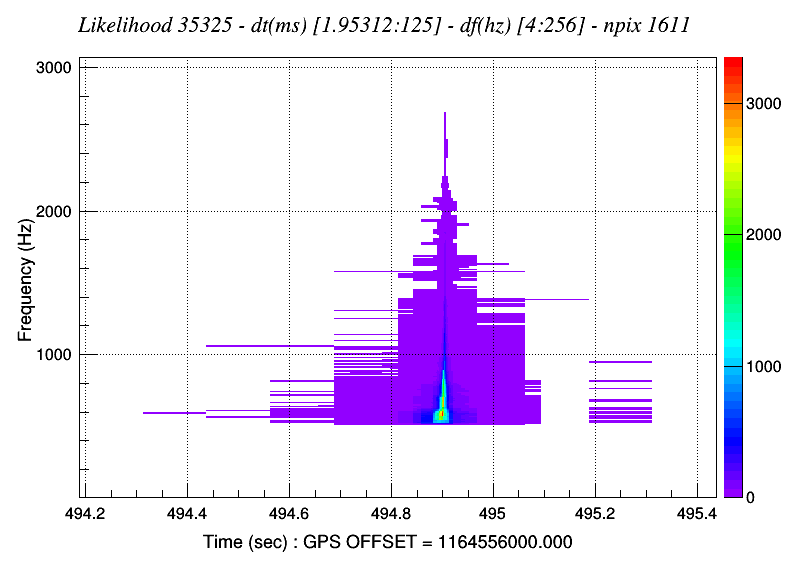 Likelihood 35325 - dt(ms) [1.95312:125] - df(hz) [4:256] - npix 1611
3000
2000
1000
Frequency (Hz)
3000
2000
1000
0
494.2 494.4 494.6 494.8 495 495.2 495.4
Time (sec) : GPS OFFSET = 1164556000.000